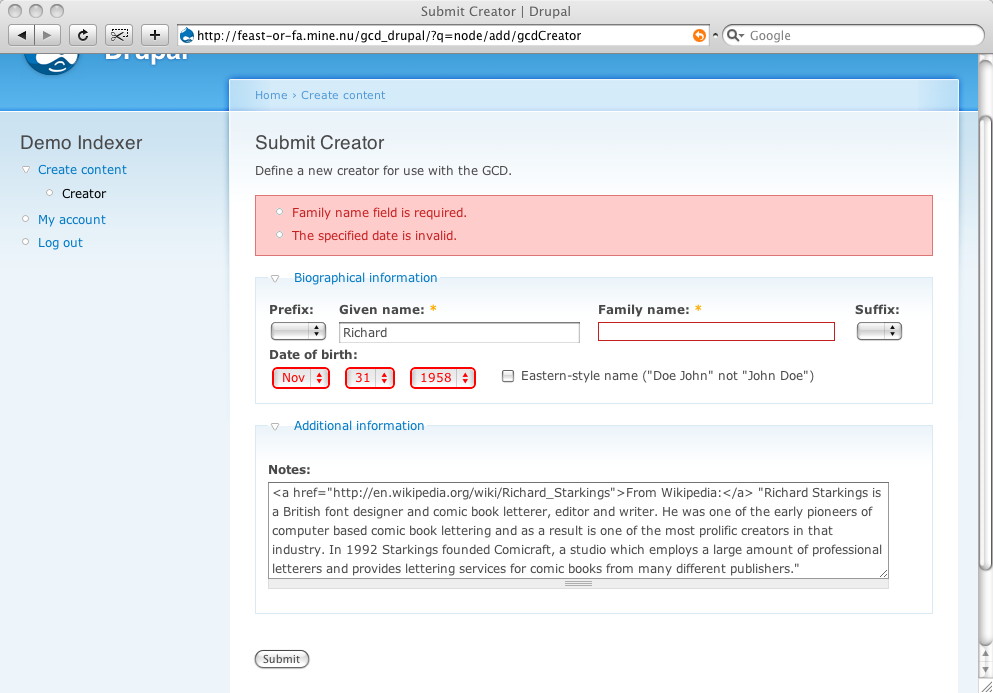 Submit Creator | Drupal
http://feast-or-fa.mine.nu/gcd_drupal/?q=node/add/gcdCreator
Google
Drupal
Home › Create content
Demo Indexer
Create content
Creator
My account
Log out
Submit Creator
Define a new creator for use with the GCD.
Family name field is required.
The specified date is invalid.
Biographical information
Prefix: Given name: * Family name: * Suffix:
Richard
Date of birth:
Nov 31 1958 Eastern-style name ("Doe John" not "John Doe")
Additional information
Notes:
<a href="http://en.wikipedia.org/wiki/Richard_Starkings">From Wikipedia:</a> "Richard Starkings is
a British font designer and comic book letterer, editor and writer. He was one of the early pioneers of
computer based comic book lettering and as a result is one of the most prolific creators in that
industry. In 1992 Starkings founded Comicraft, a studio which employs a large amount of professional
letterers and provides lettering services for comic books from many different publishers."
Submit